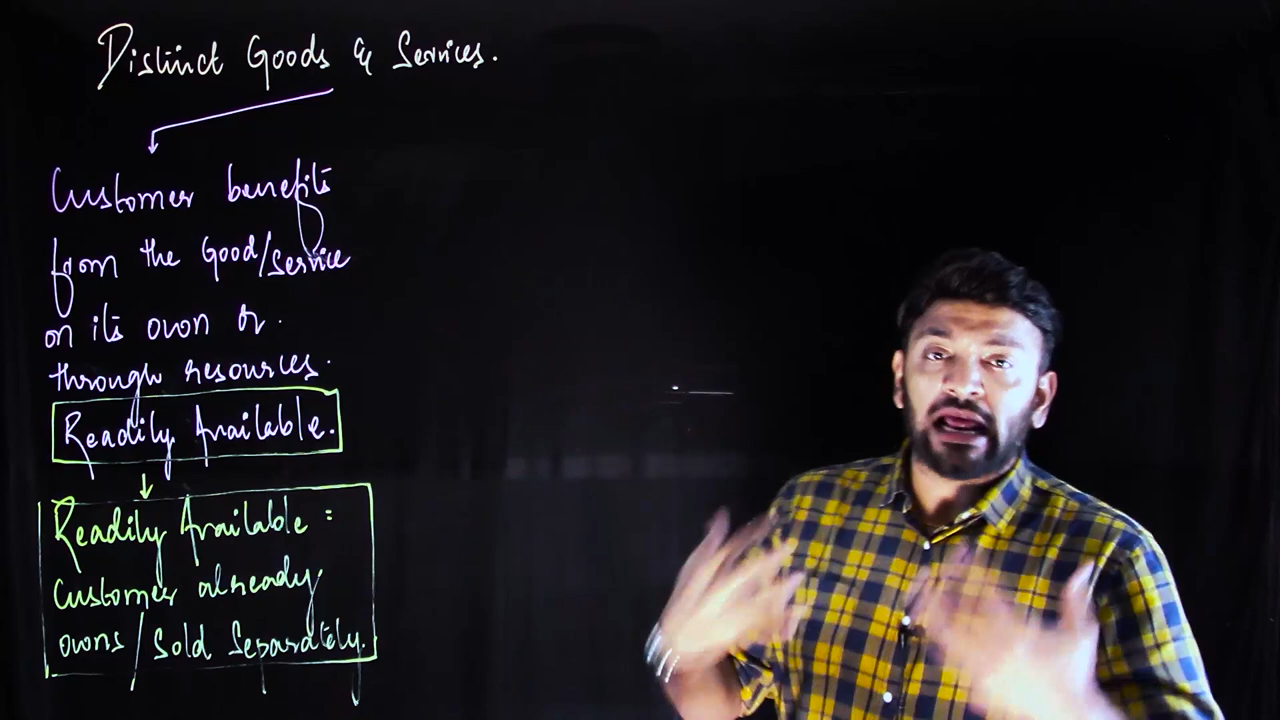 Distinct Goods & Services.
Customer benefits
from the Good/Service
on its own or.
through resources.
Readily Available.
Readily Available :
Customer already
owns / Sold Separately.